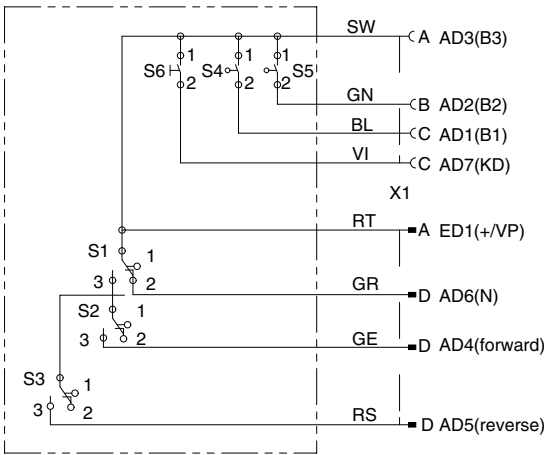 SW A AD3(B3)
1 1 1
S6 S4 S5
2 2 2
GN B AD2(B2)
BL C AD1(B1)
VI C AD7(KD)
X1
RT A ED1(+/VP)
S1 1
3 2 GR D AD6(N)
S2 1
3 2 GE D AD4(forward)
S3 1
3 2 RS D AD5(reverse)